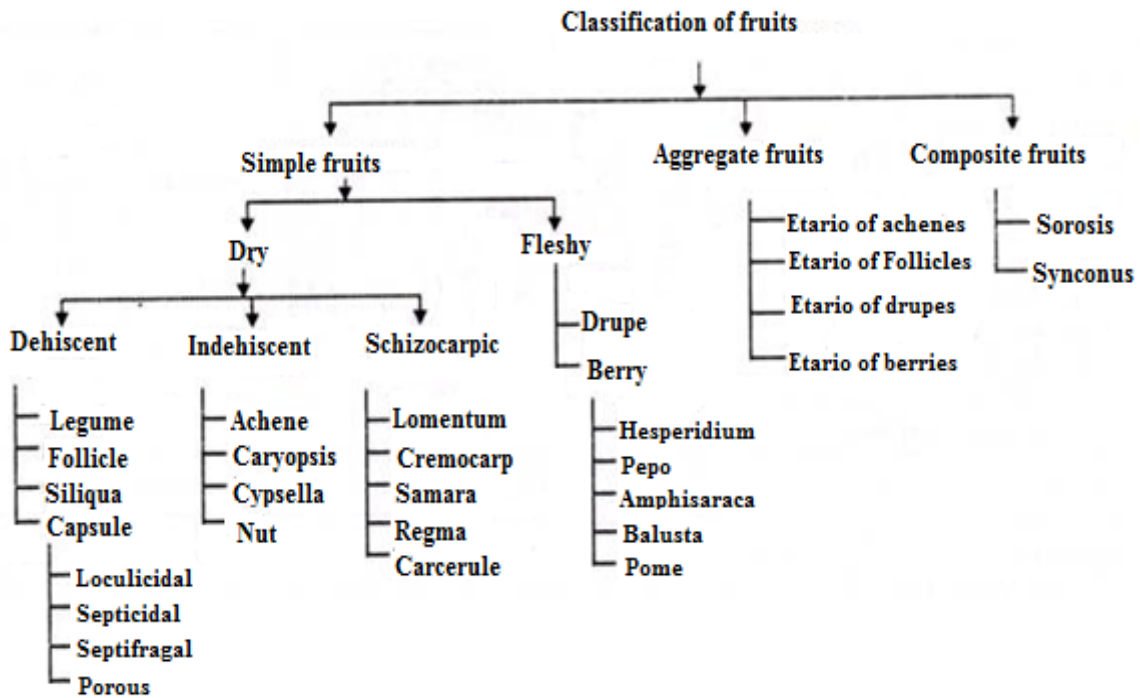 Classification of fruits
Simple fruits
Aggregate fruits
Composite fruits
Dry
Fleshy
Etario of achenes
Etario of Follicles
Etario of drupes
Etario of berries
Sorosis
Synconus
Dehiscent
Indehiscent
Schizocarpic
Drupe
Berry
Legume
Follicle
Siliqua
Capsule
Achene
Caryopsis
Cypsella
Nut
Lomentum
Cremocarp
Samara
Regma
Carcerule
Hesperidium
Pepo
Amphisaraca
Balusta
Pome
Loculicidal
Septicidal
Septifragal
Porous